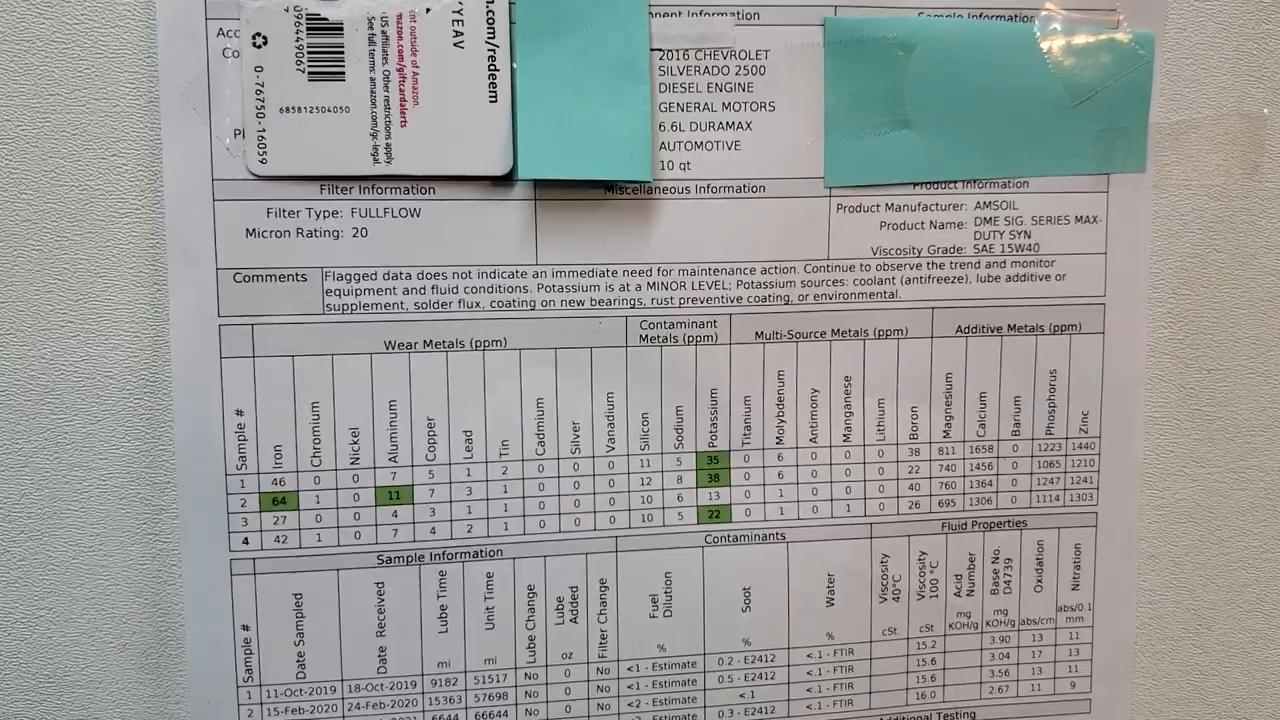 n.com/redeem
YEAV
ent outside of Amazon.
mazon.com/giftcardalerts
US affiliates. Other restrictions apply.
See full terms: amazon.com/gc-legal.
685812504050
0-76750-16059
096449067
Acc
Co
nent Information
Sample Information
2016 CHEVROLET
SILVERADO 2500
DIESEL ENGINE
GENERAL MOTORS
6.6L DURAMAX
AUTOMOTIVE
10 qt
Filter Information Miscellaneous Information Product Information
Filter Type: FULLFLOW
Micron Rating: 20
Product Manufacturer: AMSOIL
Product Name: DME SIG. SERIES MAX-
DUTY SYN
Viscosity Grade: SAE 15W40
Comments
Flagged data does not indicate an immediate need for maintenance action. Continue to observe the trend and monitor
equipment and fluid conditions. Potassium is at a MINOR LEVEL; Potassium sources: coolant (antifreeze), lube additive or
supplement, solder flux, coating on new bearings, rust preventive coating, or environmental.
Wear Metals (ppm) Contaminant Metals (ppm) Multi-Source Metals (ppm) Additive Metals (ppm)
Sample # Iron Chromium Nickel Aluminum Copper Lead Tin Cadmium Silver Vanadium Silicon Sodium Potassium Titanium Molybdenum Antimony Manganese Lithium Boron Magnesium Calcium Barium Phosphorus Zinc
1 46 0 0 7 5 1 2 0 0 0 11 5 35 0 6 0 0 0 38 811 1658 0 1223 1440
2 64 1 0 11 7 3 1 0 0 0 12 8 38 0 6 0 0 0 22 740 1456 0 1065 1210
3 27 0 0 4 3 1 1 0 0 0 10 6 13 0 1 0 0 0 40 760 1364 0 1247 1241
4 42 1 0 7 4 2 1 0 0 0 10 5 22 0 1 0 1 0 26 695 1306 0 1114 1303
Sample Information Contaminants Fluid Properties
Sample # Date Sampled Date Received Lube Time Unit Time Lube Change Lube Added Filter Change Fuel Dilution Soot Water Viscosity 40°C Viscosity 100 °C Acid Number Base No. D4739 Oxidation Nitration
mi mi oz % % % cSt cSt mg KOH/g mg KOH/g abs/cm abs/0.1 mm
1 11-Oct-2019 18-Oct-2019 9182 51517 No 0 No <1 - Estimate 0.2 - E2412 <.1 - FTIR 15.2 3.90 13 11
2 15-Feb-2020 24-Feb-2020 15363 57698 No 0 No <1 - Estimate 0.5 - E2412 <.1 - FTIR 15.6 3.04 17 13
6644 66644 No 0 No <2 - Estimate <.1 <.1 - FTIR 15.6 3.56 13 11
Estimate 0.3 - E2412 <.1 - FTIR 16.0 2.67 11 9
Additional Testing